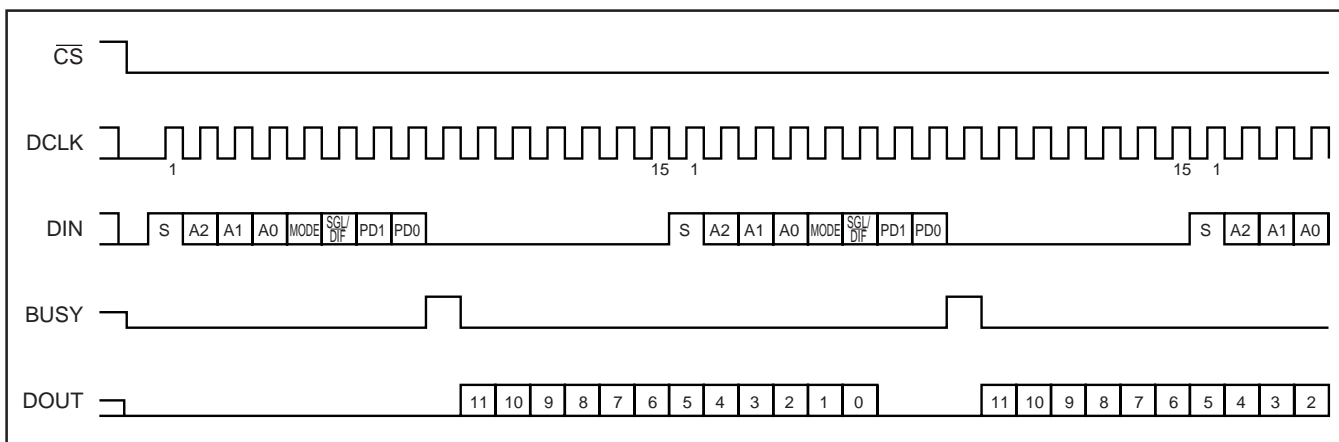 CS
DCLK
1 15 1 15 1
DIN S A2 A1 A0 MODE SGL/DIF PD1 PD0 S A2 A1 A0 MODE SGL/DIF PD1 PD0 S A2 A1 A0
BUSY
DOUT 11 10 9 8 7 6 5 4 3 2 1 0 11 10 9 8 7 6 5 4 3 2